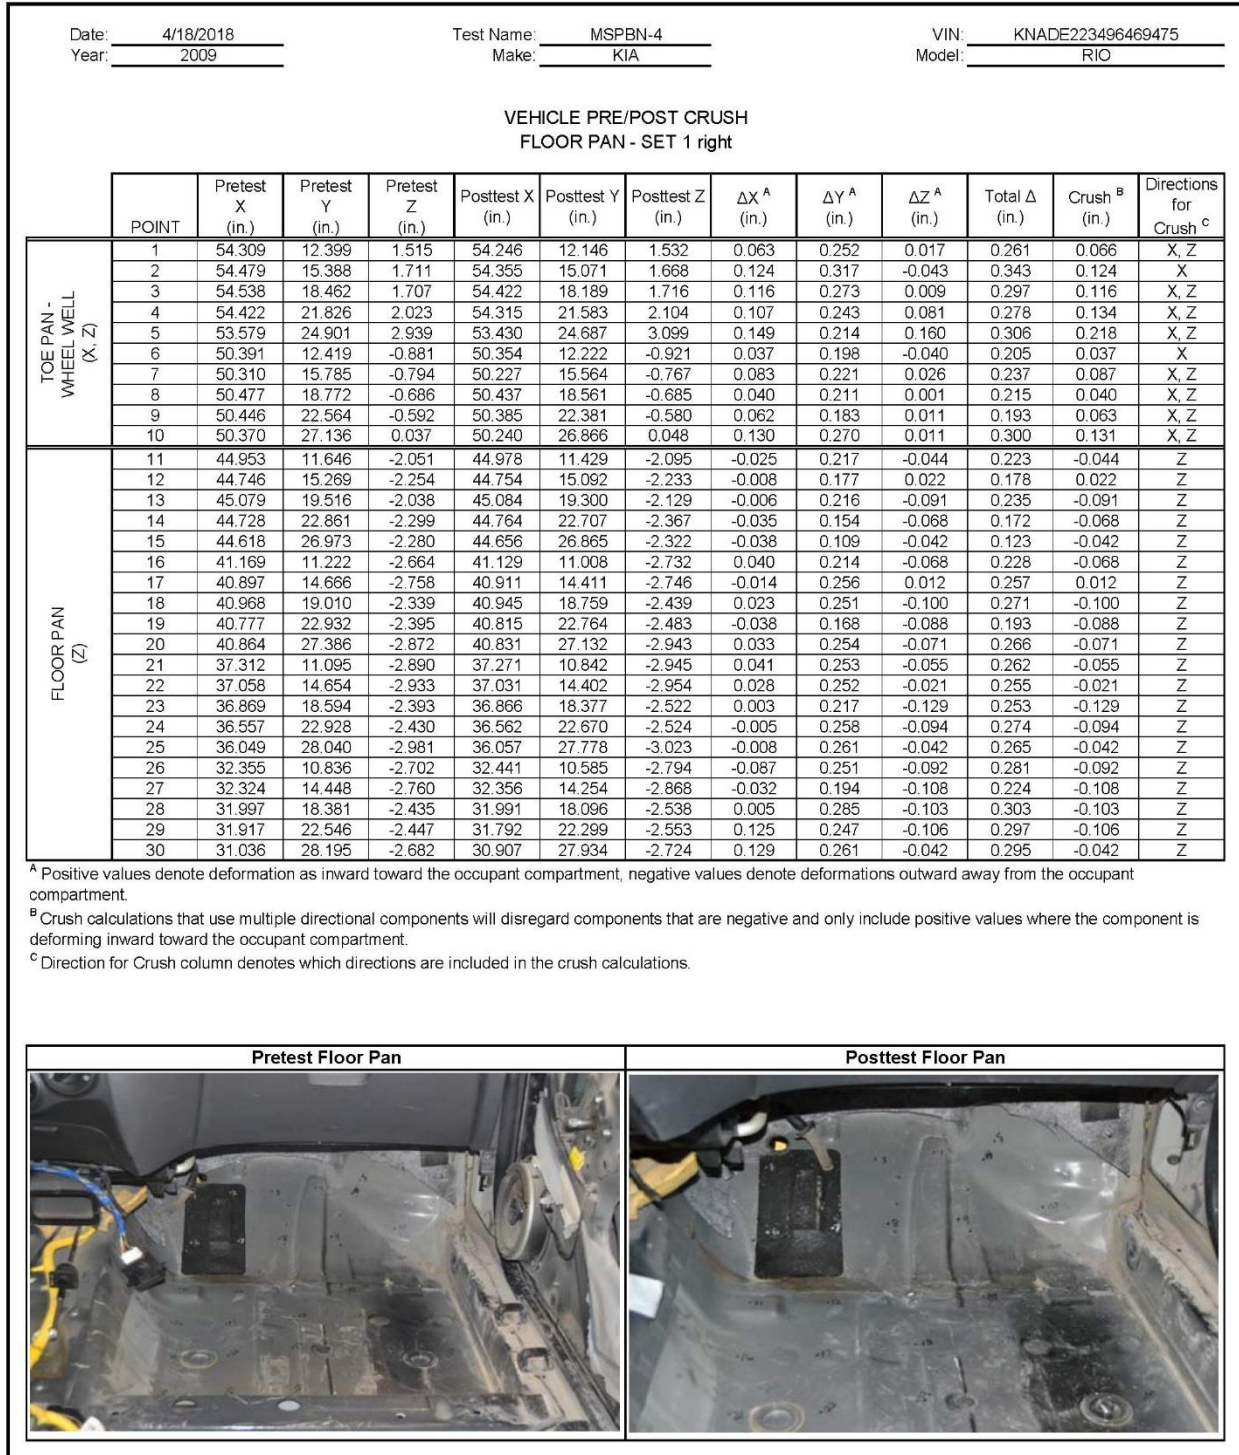 Date: 4/18/2018 Test Name: MSPBN-4 VIN: KNADE223496469475
Year: 2009 Make: KIA Model: RIO
VEHICLE PRE/POST CRUSH
FLOOR PAN - SET 1 right
POINT Pretest X (in.) Pretest Y (in.) Pretest Z (in.) Posttest X (in.) Posttest Y (in.) Posttest Z (in.) ΔX A (in.) ΔY A (in.) ΔZ A (in.) Total Δ (in.) Crush B (in.) Directions for Crush C
TOE PAN - WHEEL WELL (X, Z)
1 54.309 12.399 1.515 54.246 12.146 1.532 0.063 0.252 0.017 0.261 0.066 X, Z
2 54.479 15.388 1.711 54.355 15.071 1.668 0.124 0.317 -0.043 0.343 0.124 X
3 54.538 18.462 1.707 54.422 18.189 1.716 0.116 0.273 0.009 0.297 0.116 X, Z
4 54.422 21.826 2.023 54.315 21.583 2.104 0.107 0.243 0.081 0.278 0.134 X, Z
5 53.579 24.901 2.939 53.430 24.687 3.099 0.149 0.214 0.160 0.306 0.218 X, Z
6 50.391 12.419 -0.881 50.354 12.222 -0.921 0.037 0.198 -0.040 0.205 0.037 X
7 50.310 15.785 -0.794 50.227 15.564 -0.767 0.083 0.221 0.026 0.237 0.087 X, Z
8 50.477 18.772 -0.686 50.437 18.561 -0.685 0.040 0.211 0.001 0.215 0.040 X, Z
9 50.446 22.564 -0.592 50.385 22.381 -0.580 0.062 0.183 0.011 0.193 0.063 X, Z
10 50.370 27.136 0.037 50.240 26.866 0.048 0.130 0.270 0.011 0.300 0.131 X, Z
FLOOR PAN (Z)
11 44.953 11.646 -2.051 44.978 11.429 -2.095 -0.025 0.217 -0.044 0.223 -0.044 Z
12 44.746 15.269 -2.254 44.754 15.092 -2.233 -0.008 0.177 0.022 0.178 0.022 Z
13 45.079 19.516 -2.038 45.084 19.300 -2.129 -0.006 0.216 -0.091 0.235 -0.091 Z
14 44.728 22.861 -2.299 44.764 22.707 -2.367 -0.035 0.154 -0.068 0.172 -0.068 Z
15 44.618 26.973 -2.280 44.656 26.865 -2.322 -0.038 0.109 -0.042 0.123 -0.042 Z
16 41.169 11.222 -2.664 41.129 11.008 -2.732 0.040 0.214 -0.068 0.228 -0.068 Z
17 40.897 14.666 -2.758 40.911 14.411 -2.746 -0.014 0.256 0.012 0.257 0.012 Z
18 40.968 19.010 -2.339 40.945 18.759 -2.439 0.023 0.251 -0.100 0.271 -0.100 Z
19 40.777 22.932 -2.395 40.815 22.764 -2.483 -0.038 0.168 -0.088 0.193 -0.088 Z
20 40.864 27.386 -2.872 40.831 27.132 -2.943 0.033 0.254 -0.071 0.266 -0.071 Z
21 37.312 11.095 -2.890 37.271 10.842 -2.945 0.041 0.253 -0.055 0.262 -0.055 Z
22 37.058 14.654 -2.933 37.031 14.402 -2.954 0.028 0.252 -0.021 0.255 -0.021 Z
23 36.869 18.594 -2.393 36.866 18.377 -2.522 0.003 0.217 -0.129 0.253 -0.129 Z
24 36.557 22.928 -2.430 36.562 22.670 -2.524 -0.005 0.258 -0.094 0.274 -0.094 Z
25 36.049 28.040 -2.981 36.057 27.778 -3.023 -0.008 0.261 -0.042 0.265 -0.042 Z
26 32.355 10.836 -2.702 32.441 10.585 -2.794 -0.087 0.251 -0.092 0.281 -0.092 Z
27 32.324 14.448 -2.760 32.356 14.254 -2.868 -0.032 0.194 -0.108 0.224 -0.108 Z
28 31.997 18.381 -2.435 31.991 18.096 -2.538 0.005 0.285 -0.103 0.303 -0.103 Z
29 31.917 22.546 -2.447 31.792 22.299 -2.553 0.125 0.247 -0.106 0.297 -0.106 Z
30 31.036 28.195 -2.682 30.907 27.934 -2.724 0.129 0.261 -0.042 0.295 -0.042 Z
A Positive values denote deformation as inward toward the occupant compartment, negative values denote deformations outward away from the occupant
compartment.
B Crush calculations that use multiple directional components will disregard components that are negative and only include positive values where the component is
deforming inward toward the occupant compartment.
C Direction for Crush column denotes which directions are included in the crush calculations.
Pretest Floor Pan Posttest Floor Pan